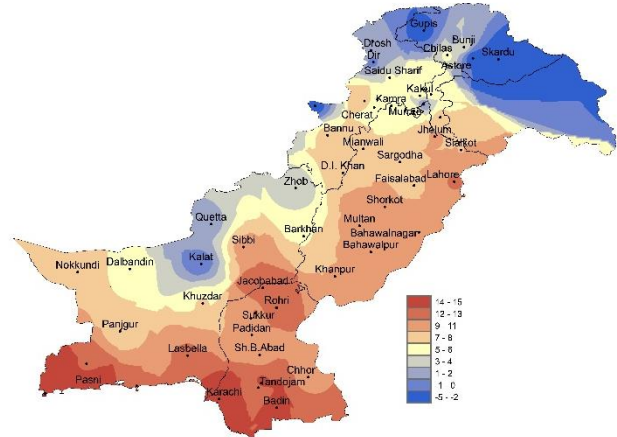 Gupis
Drosh
Bunji
Dir
Chilas
Skardu
Astore
Saidu Sharif
Kakul
Kamra
Cherat
Bannu
Jhelum
Mianwali
Sialkot
Sargodha
D.I. Khan
Faisalabad
Lahore
Zhob
Shorkot
Quetta
Multan
Barkhan
Bahawalnagar
Sibbi
Bahawalpur
Kalat
Dalbandin
Nokkundi
Khanpur
Jacobabad
Khuzdar
Rohri
Sukkur
Panjgur
Padidan
Lasbella
Sh.B.Abad
Chhor
Pasni
Tandojam
Karachi
Badin
14 - 15
12 - 13
9 11
7 - 8
5 - 6
3 - 4
1 - 2
1 0
-5 - -2